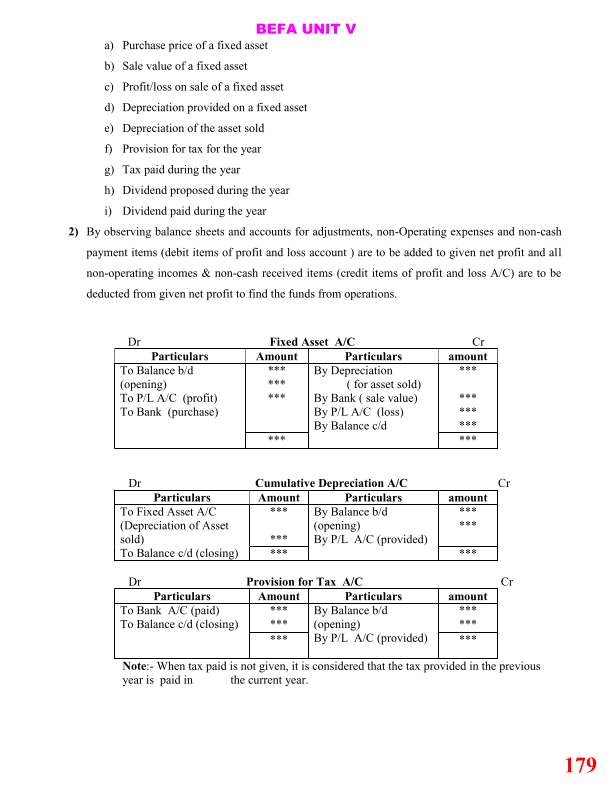 BEFA UNIT V
a) Purchase price of a fixed asset
b) Sale value of a fixed asset
c) Profit/loss on sale of a fixed asset
d) Depreciation provided on a fixed asset
e) Depreciation of the asset sold
f) Provision for tax for the year
g) Tax paid during the year
h) Dividend proposed during the year
i) Dividend paid during the year
2) By observing balance sheets and accounts for adjustments, non-Operating expenses and non-cash
payment items (debit items of profit and loss account ) are to be added to given net profit and all
non-operating incomes & non-cash received items (credit items of profit and loss A/C) are to be
deducted from given net profit to find the funds from operations.
Dr Fixed Asset A/C Cr
Particulars Amount Particulars amount
To Balance b/d *** By Depreciation ***
(opening) *** ( for asset sold)
To P/L A/C (profit) *** By Bank ( sale value) ***
To Bank (purchase) By P/L A/C (loss) ***
By Balance c/d ***
*** ***
Dr Cumulative Depreciation A/C Cr
Particulars Amount Particulars amount
To Fixed Asset A/C *** By Balance b/d ***
(Depreciation of Asset (opening) ***
sold) *** By P/L A/C (provided)
To Balance c/d (closing) *** ***
Dr Provision for Tax A/C Cr
Particulars Amount Particulars amount
To Bank A/C (paid) *** By Balance b/d ***
To Balance c/d (closing) *** (opening) ***
*** By P/L A/C (provided) ***
Note:- When tax paid is not given, it is considered that the tax provided in the previous
year is paid in the current year.
179